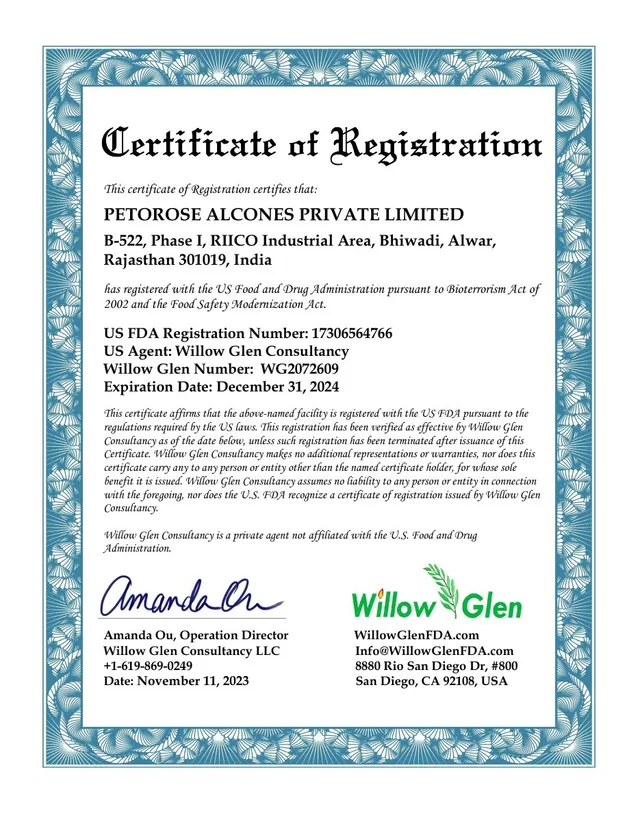 Certificate of Registration
This certificate of Registration certifies that:
PETOROSE ALCONES PRIVATE LIMITED
B-522, Phase I, RIICO Industrial Area, Bhiwadi, Alwar,
Rajasthan 301019, India
has registered with the US Food and Drug Administration pursuant to Bioterrorism Act of
2002 and the Food Safety Modernization Act.
US FDA Registration Number: 17306564766
US Agent: Willow Glen Consultancy
Willow Glen Number:  WG2072609
Expiration Date: December 31, 2024
This certificate affirms that the above-named facility is registered with the US FDA pursuant to the
regulations required by the US laws. This registration has been verified as effective by Willow Glen
Consultancy as of the date below, unless such registration has been terminated after issuance of this
Certificate. Willow Glen Consultancy makes no additional representations or warranties, nor does this
certificate carry any to any person or entity other than the named certificate holder, for whose sole
benefit it is issued. Willow Glen Consultancy assumes no liability to any person or entity in connection
with the foregoing, nor does the U.S. FDA recognize a certificate of registration issued by Willow Glen
Consultancy.
Willow Glen Consultancy is a private agent not affiliated with the U.S. Food and Drug
Administration.
Amanda Ou
Willow Glen
Amanda Ou, Operation Director
Willow Glen Consultancy LLC
+1-619-869-0249
Date: November 11, 2023
WillowGlenFDA.com
Info@WillowGlenFDA.com
8880 Rio San Diego Dr, #800
San Diego, CA 92108, USA